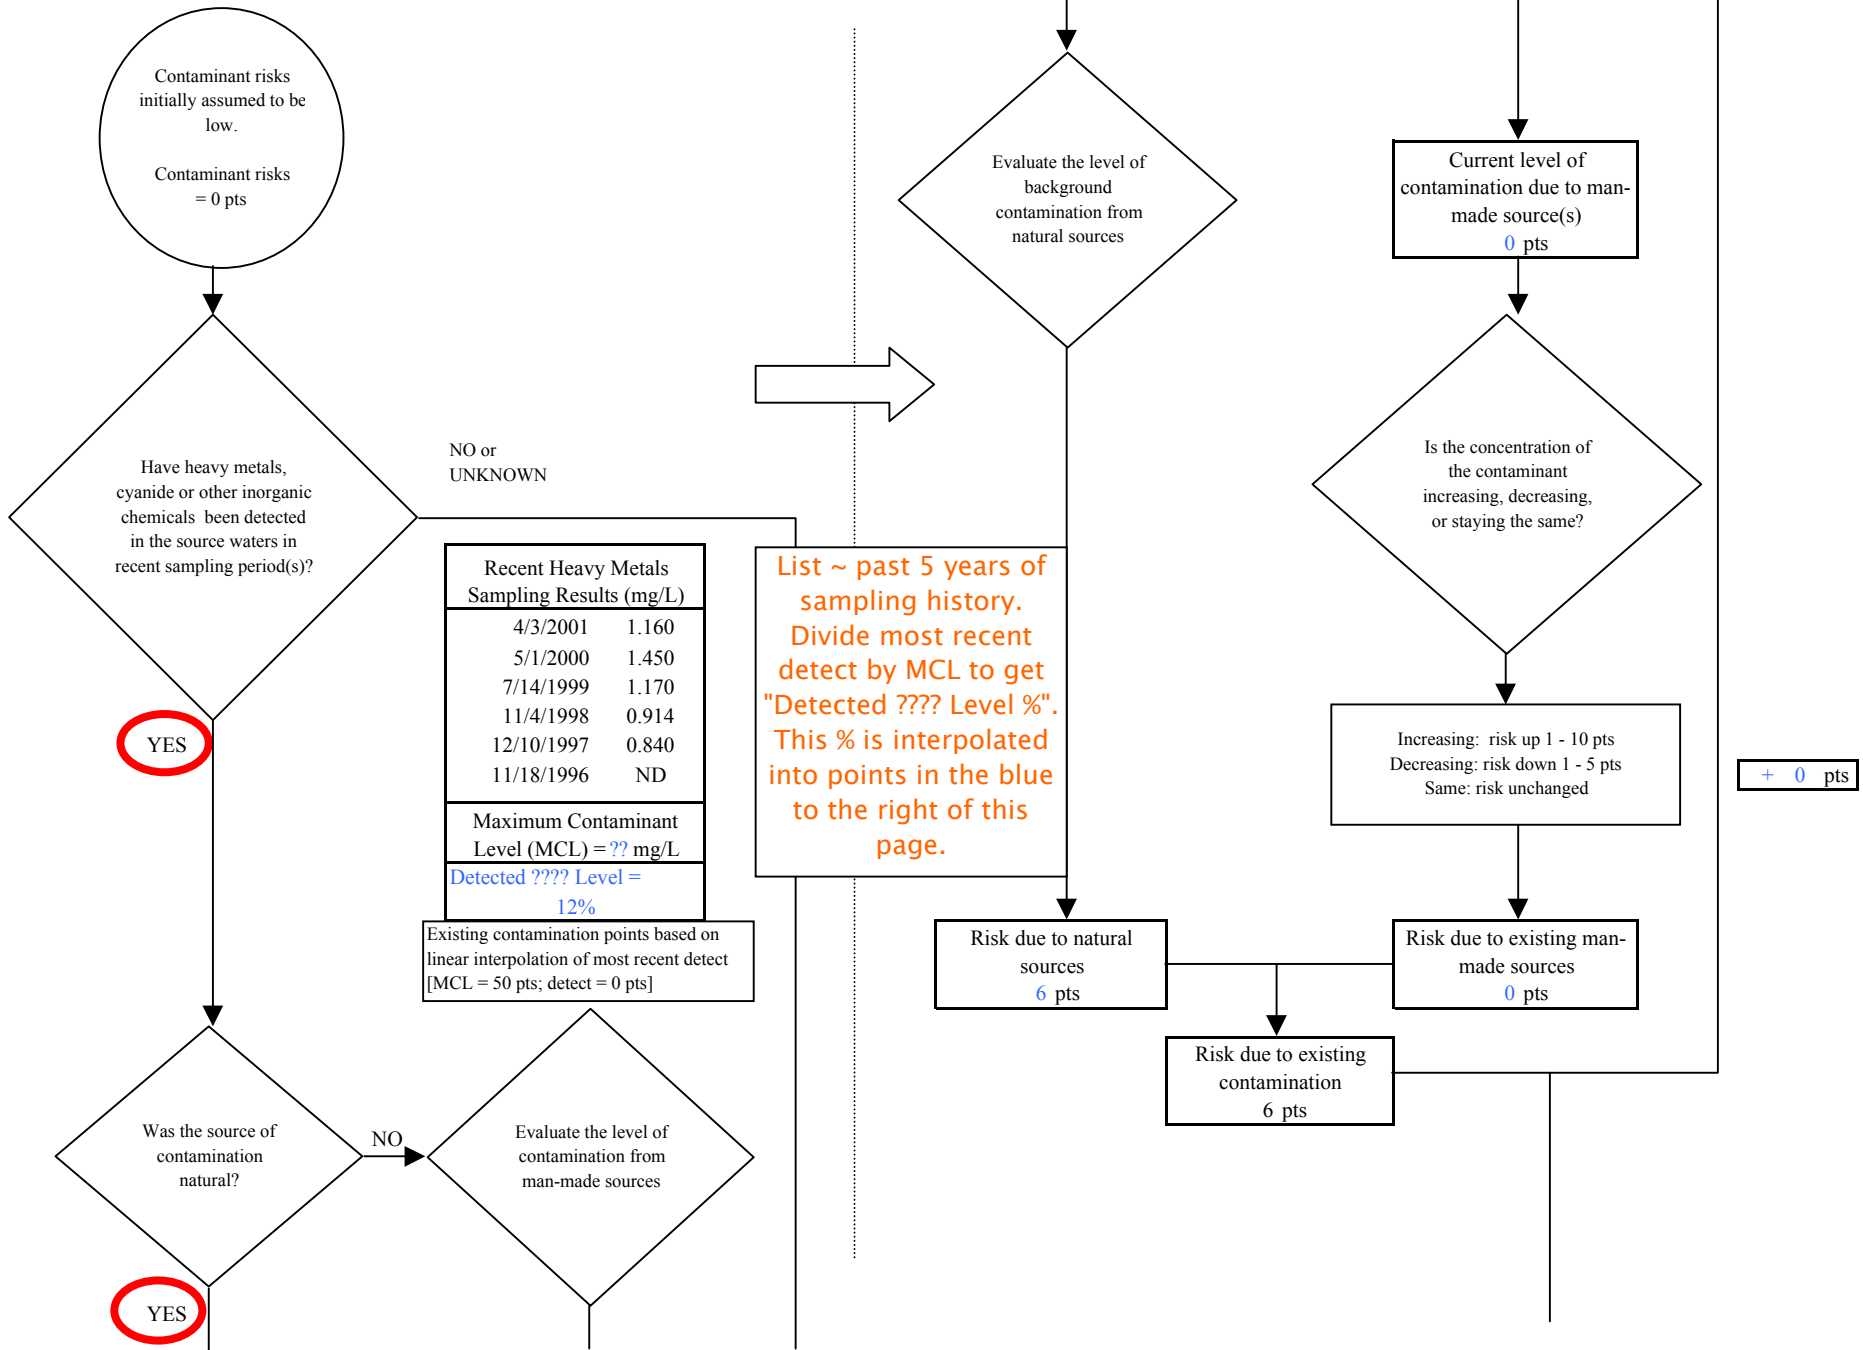 Contaminant risks
initially assumed to be
low.
Contaminant risks
= 0 pts
Have heavy metals,
cyanide or other inorganic
chemicals been detected
in the source waters in
recent sampling period(s)?
NO or
UNKNOWN
YES
Recent Heavy Metals
Sampling Results (mg/L)
4/3/2001 1.160
5/1/2000 1.450
7/14/1999 1.170
11/4/1998 0.914
12/10/1997 0.840
11/18/1996 ND
Maximum Contaminant
Level (MCL) = ?? mg/L
Detected ???? Level =
12%
Existing contamination points based on
linear interpolation of most recent detect
[MCL = 50 pts; detect = 0 pts]
Was the source of
contamination
natural?
NO
Evaluate the level of
contamination from
man-made sources
YES
List ~ past 5 years of
sampling history.
Divide most recent
detect by MCL to get
"Detected ???? Level %".
This % is interpolated
into points in the blue
to the right of this
page.
Evaluate the level of
background
contamination from
natural sources
Current level of
contamination due to man-
made source(s)
0 pts
Is the concentration of
the contaminant
increasing, decreasing,
or staying the same?
Increasing: risk up 1 - 10 pts
Decreasing: risk down 1 - 5 pts
Same: risk unchanged
+ 0 pts
Risk due to natural
sources
6 pts
Risk due to existing man-
made sources
0 pts
Risk due to existing
contamination
6 pts